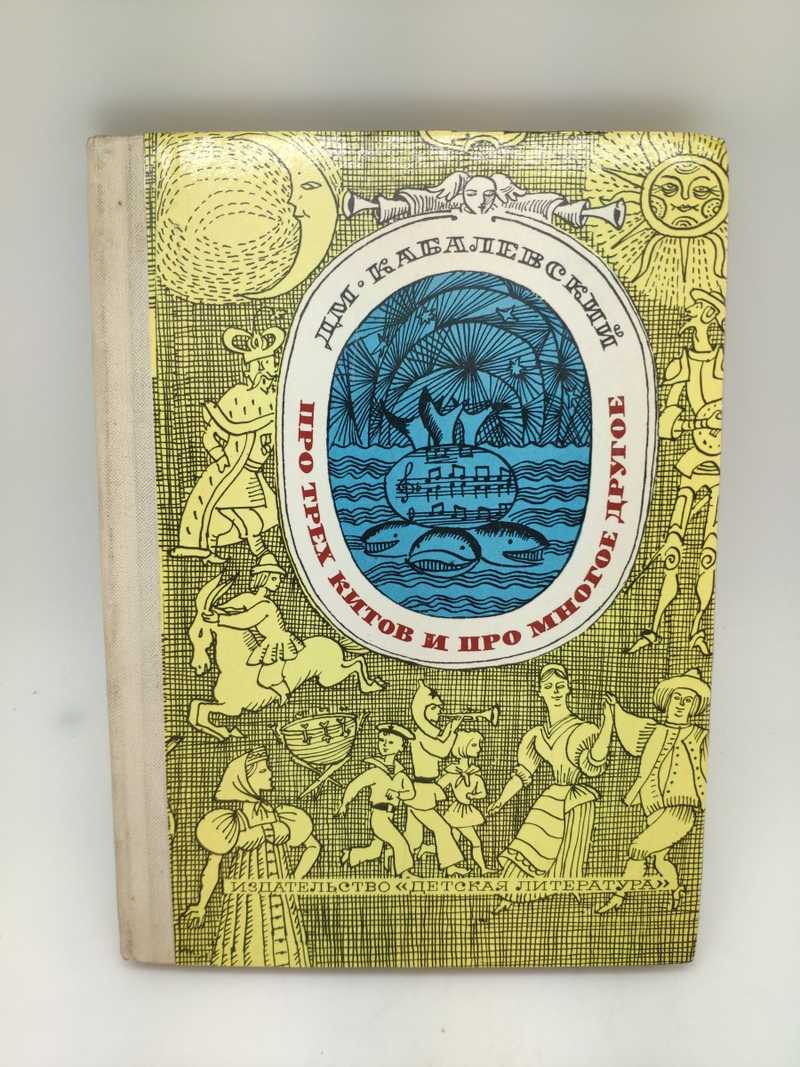 ДМ·КАБАЛЕВСКИЙ
ПРО ТРЕХ КИТОВ И ПРО МНОГОЕ ДРУГОЕ
ИЗДАТЕЛЬСТВО «ДЕТСКАЯ ЛИТЕРАТУРА»